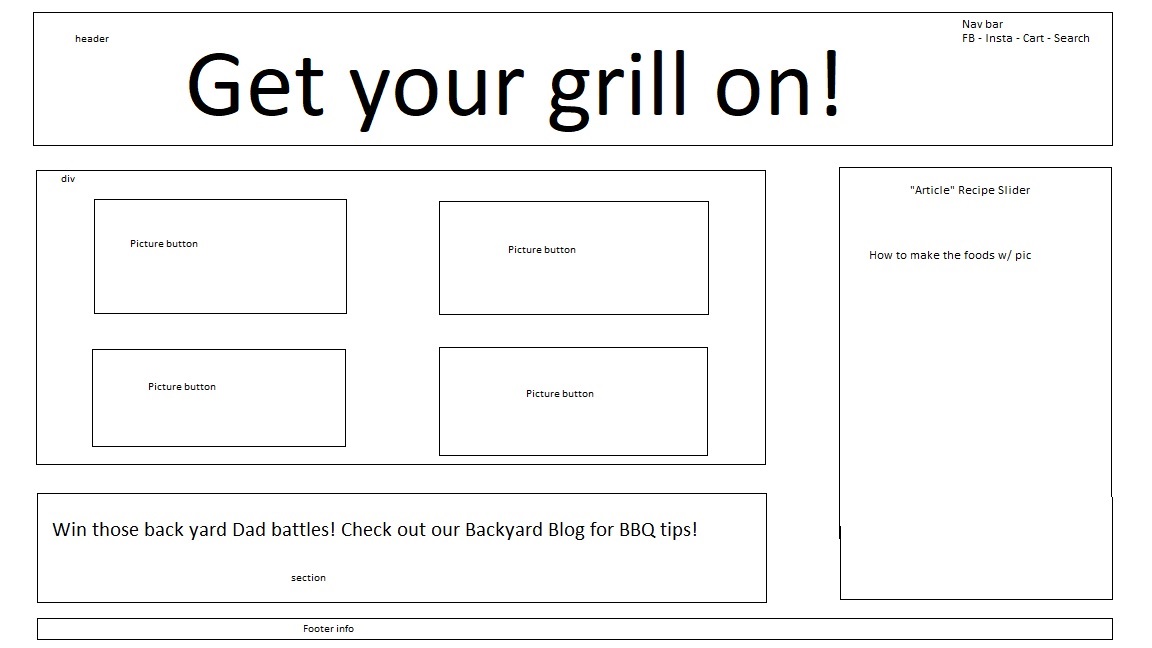 header
Nav bar
FB - Insta - Cart - Search
Get your grill on!
div
Picture button
Picture button
Picture button
Picture button
"Article" Recipe Slider
How to make the foods w/ pic
Win those back yard Dad battles! Check out our Backyard Blog for BBQ tips!
section
Footer info